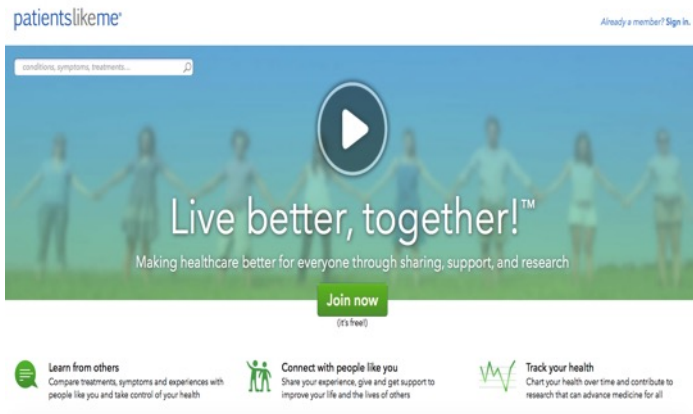 patientslikeme®
Already a member? Sign in.
conditions, symptoms, treatments...
Live better, together!™
Making healthcare better for everyone through sharing, support, and research
Join now
(it's free!)
Learn from others
Compare treatments, symptoms and experiences with
people like you and take control of your health
Connect with people like you
Share your experience, give and get support to
improve your life and the lives of others
Track your health
Chart your health over time and contribute to
research that can advance medicine for all